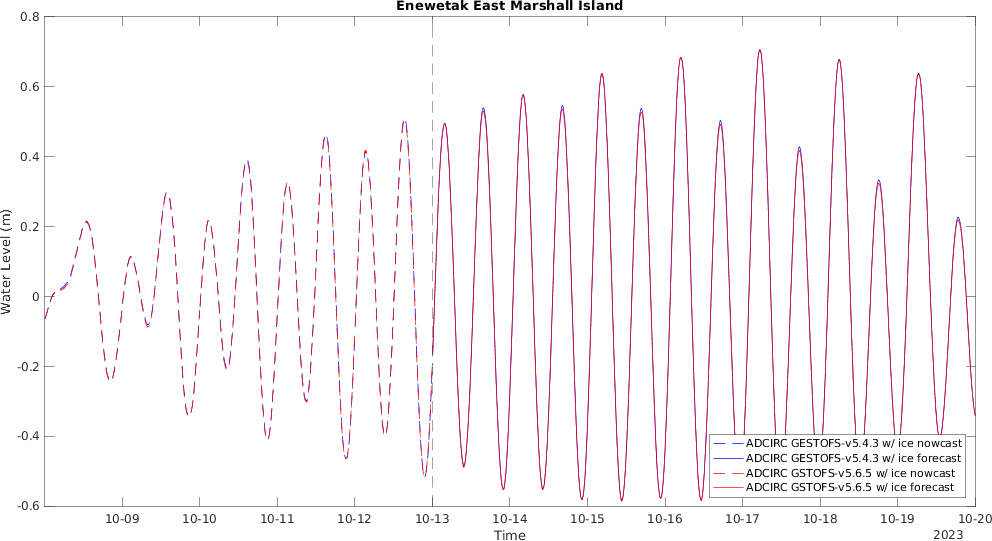 Enewetak East Marshall Island
0.8
0.6
0.4
0.2
0
-0.2
-0.4
-0.6
Water Level (m)
ADCIRC GESTOFS-v5.4.3 w/ ice nowcast
ADCIRC GESTOFS-v5.4.3 w/ ice forecast
ADCIRC GSTOFS-v5.6.5 w/ ice nowcast
ADCIRC GSTOFS-v5.6.5 w/ ice forecast
10-09 10-10 10-11 10-12 10-13 10-14 10-15 10-16 10-17 10-18 10-19 10-20
Time
2023